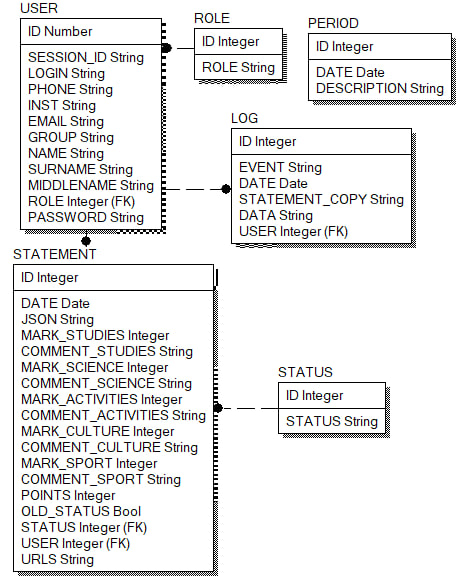 USER
ID Number
SESSION_ID String
LOGIN String
PHONE String
INST String
EMAIL String
GROUP String
NAME String
SURNAME String
MIDDLENAME String
ROLE Integer (FK)
PASSWORD String
ROLE
ID Integer
ROLE String
PERIOD
ID Integer
DATE Date
DESCRIPTION String
LOG
ID Integer
EVENT String
DATE Date
STATEMENT_COPY String
DATA String
USER Integer (FK)
STATEMENT
ID Integer
DATE Date
JSON String
MARK_STUDIES Integer
COMMENT_STUDIES String
MARK_SCIENCE Integer
COMMENT_SCIENCE String
MARK_ACTIVITIES Integer
COMMENT_ACTIVITIES String
MARK_CULTURE Integer
COMMENT_CULTURE String
MARK_SPORT Integer
COMMENT_SPORT String
POINTS Integer
OLD_STATUS Bool
STATUS Integer (FK)
USER Integer (FK)
URLS String
STATUS
ID Integer
STATUS String